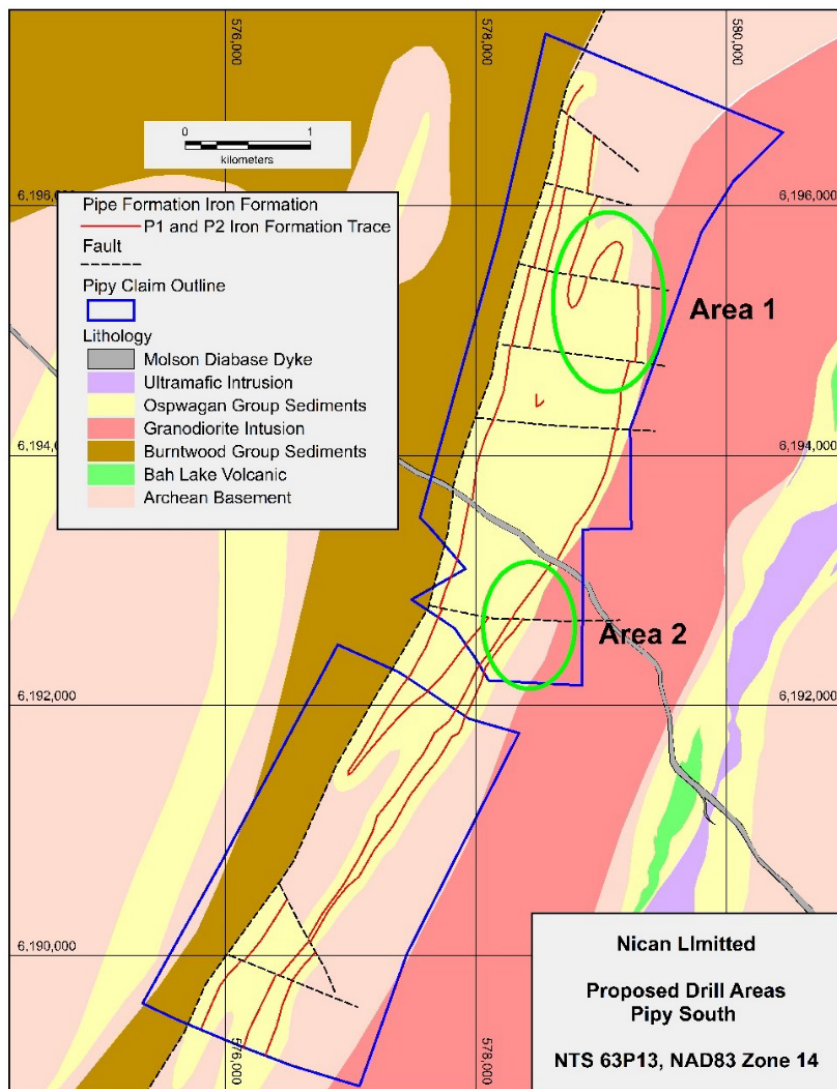 576,000
578,000
580,000
0 1
kilometers
6,196,000
6,196,000
Pipe Formation Iron Formation
P1 and P2 Iron Formation Trace
Fault
Pipy Claim Outline
Lithology
Molson Diabase Dyke
Ultramafic Intrusion
Ospwagan Group Sediments
Granodiorite Intusion
Burntwood Group Sediments
Bah Lake Volcanic
Archean Basement
Area 1
6,194,000
6,194,000
Area 2
6,192,000
6,192,000
6,190,000
Nican LImitted
Proposed Drill Areas
Pipy South
NTS 63P13, NAD83 Zone 14
576,000
578,000